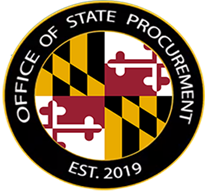 OFFICE OF STATE PROCUREMENT
EST. 2019